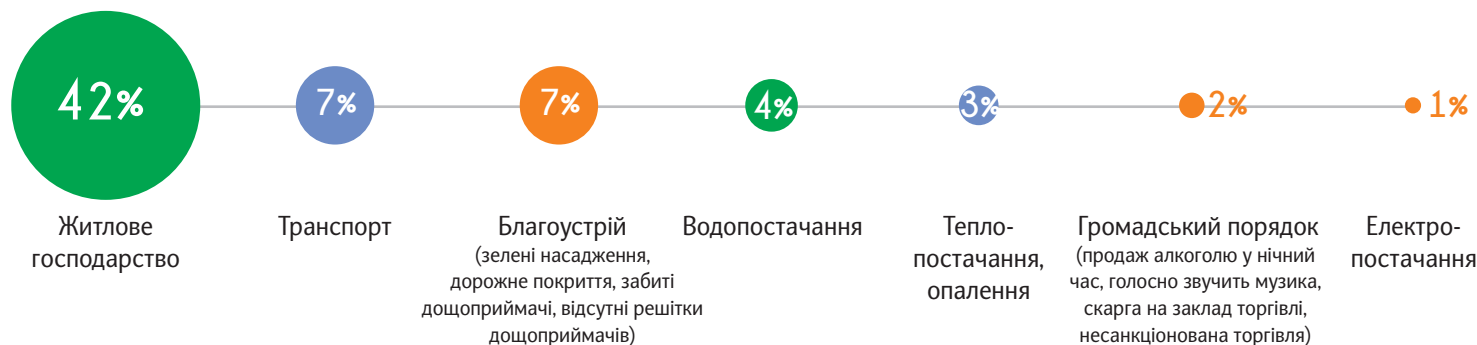 42%
7%
7%
4%
3%
2%
1%
Житлове
господарство
Транспорт
Благоустрій
(зелені насадження,
дорожнє покриття, забиті
дощоприймачі, відсутні решітки
дощоприймачів)
Водопостачання
Тепло-
постачання,
опалення
Громадський порядок
(продаж алкоголю у нічний
час, голосно звучить музика,
скарга на заклад торгівлі,
несанкціонована торгівля)
Електро-
постачання